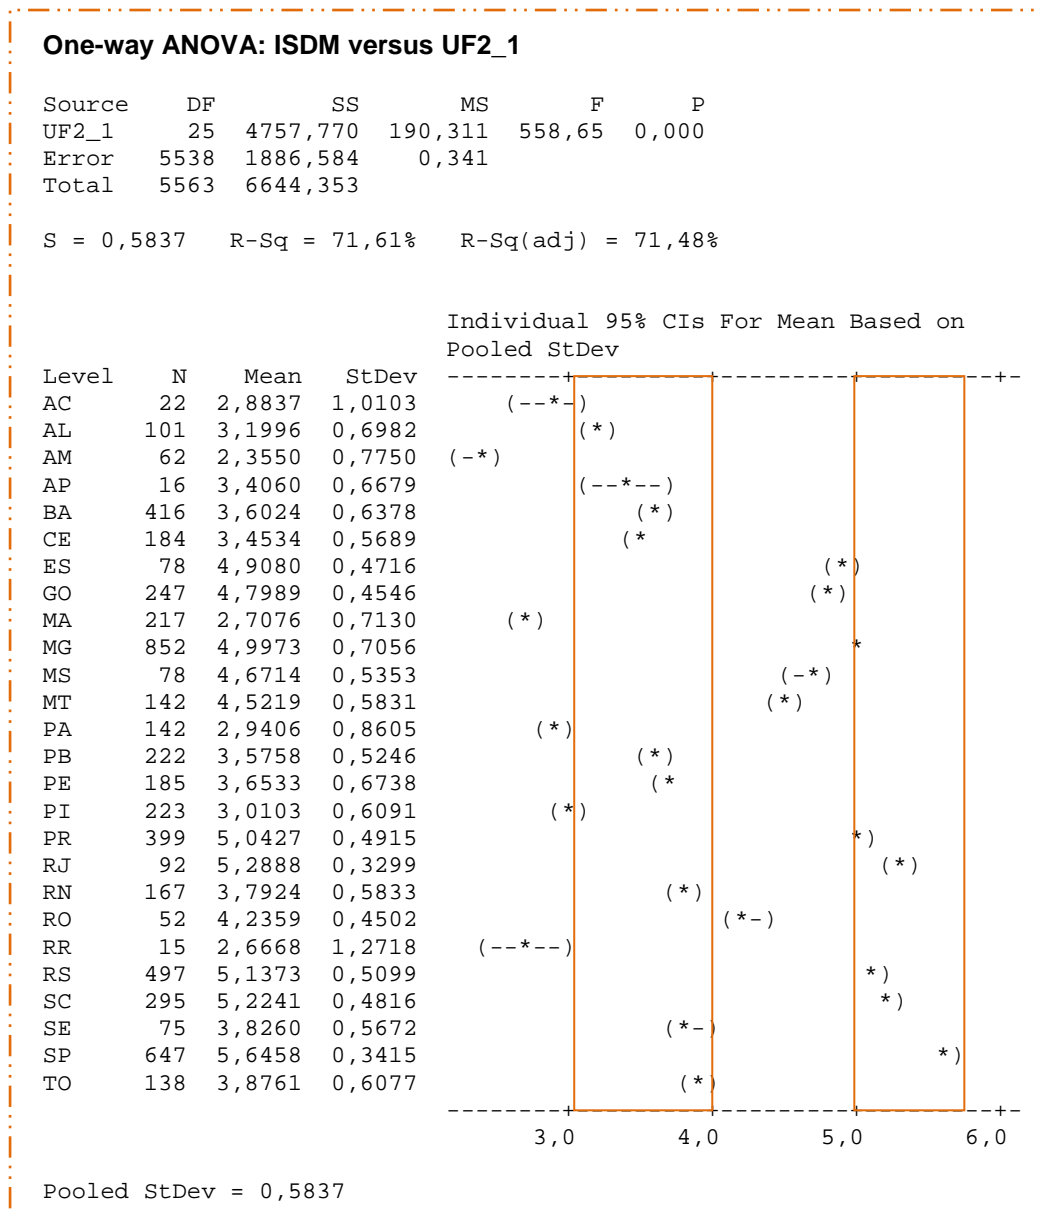 One-way ANOVA: ISDM versus UF2_1
Source    DF        SS       MS       F      P
UF2_1     25  4757,770  190,311  558,65  0,000
Error   5538  1886,584    0,341
Total   5563  6644,353
S = 0,5837   R-Sq = 71,61%   R-Sq(adj) = 71,48%
Individual 95% CIs For Mean Based on
Pooled StDev
Level    N    Mean   StDev  --------+---------+---------+---------+-
AC      22  2,8837  1,0103      (--*-)
AL     101  3,1996  0,6982           (*)
AM      62  2,3550  0,7750  (-*)
AP      16  3,4060  0,6679           (--*--)
BA     416  3,6024  0,6378               (*)
CE     184  3,4534  0,5689              (*
ES      78  4,9080  0,4716                            (*)
GO     247  4,7989  0,4546                           (*)
MA     217  2,7076  0,7130      (*)
MG     852  4,9973  0,7056                              *
MS      78  4,6714  0,5353                         (-*)
MT     142  4,5219  0,5831                        (*)
PA     142  2,9406  0,8605        (*)
PB     222  3,5758  0,5246               (*)
PE     185  3,6533  0,6738                (*
PI     223  3,0103  0,6091         (*)
PR     399  5,0427  0,4915                              *)
RJ      92  5,2888  0,3299                                (*)
RN     167  3,7924  0,5833                 (*)
RO      52  4,2359  0,4502                     (*-)
RR      15  2,6668  1,2718    (--*--)
RS     497  5,1373  0,5099                               *)
SC     295  5,2241  0,4816                                *)
SE      75  3,8260  0,5672                 (*-)
SP     647  5,6458  0,3415                                    *)
TO     138  3,8761  0,6077                  (*)
--------+---------+---------+---------+-
3,0       4,0       5,0       6,0
Pooled StDev = 0,5837